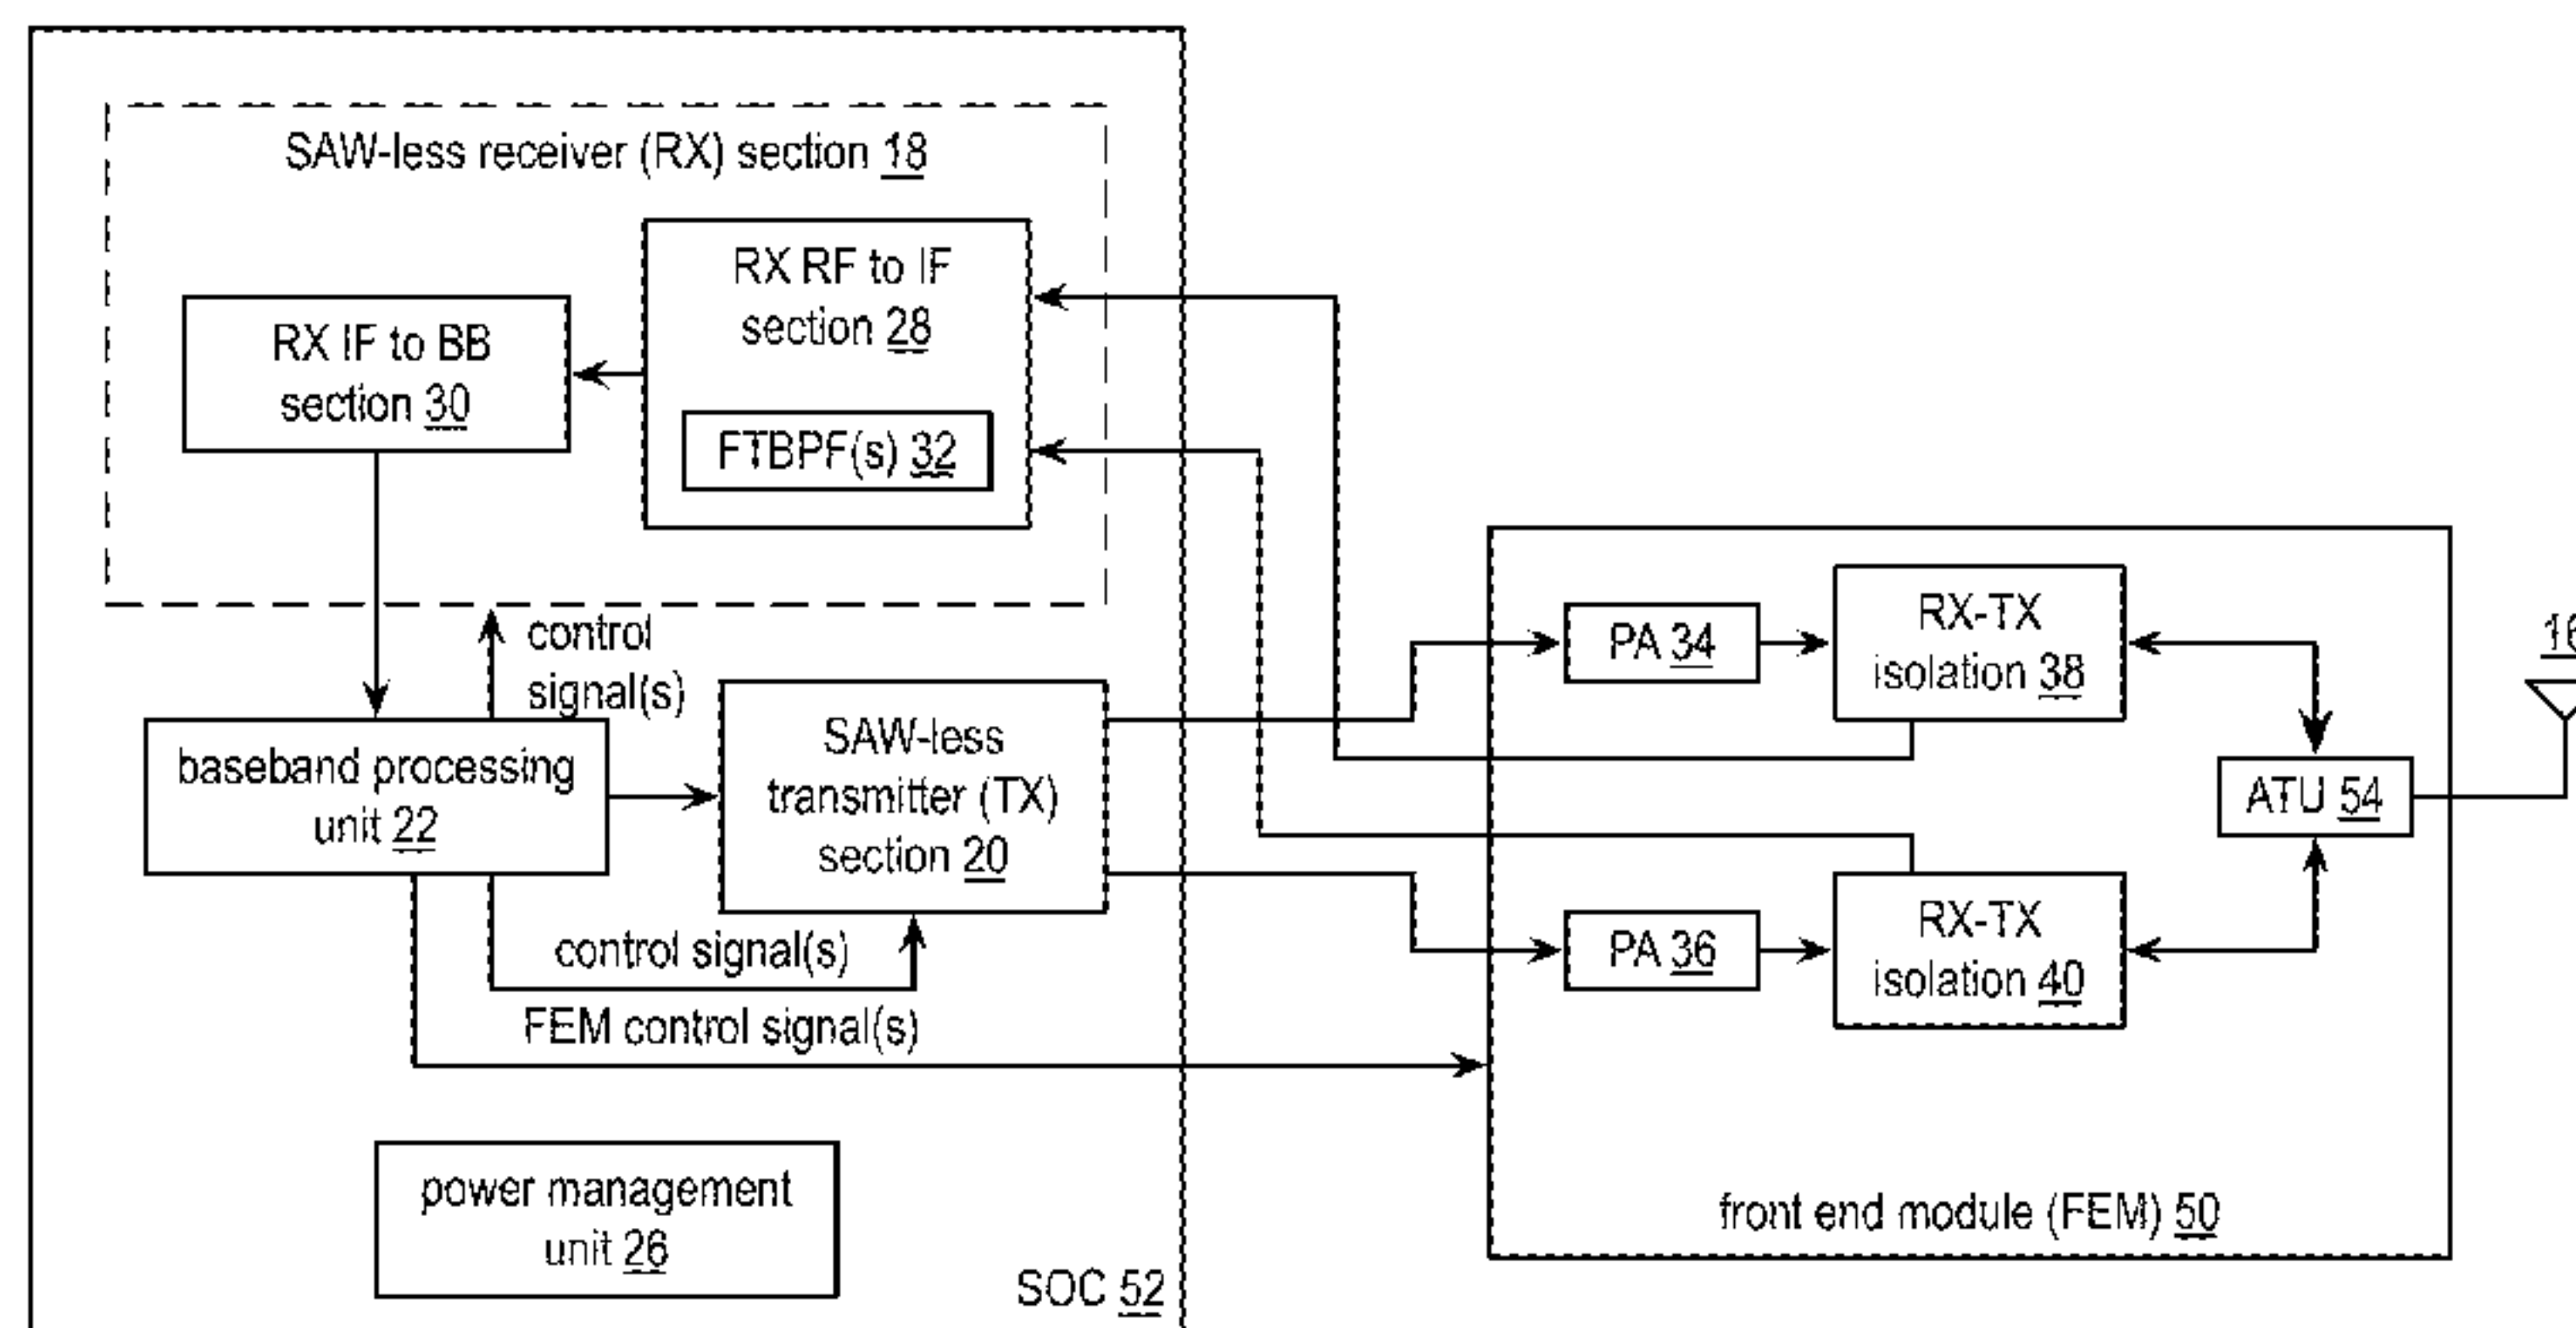 SAW-less receiver (RX) section 18
RX RF to IF
section 28
RX IF to BB
section 30
FTBPF(s) 32
control
signal(s)
baseband processing
unit 22
SAW-less
transmitter (TX)
section 20
control signal(s)
FEM control signal(s)
power management
unit 26
SOC 52
PA 34
RX-TX
isolation 38
ATU 54
PA 36
RX-TX
isolation 40
front end module (FEM) 50
16